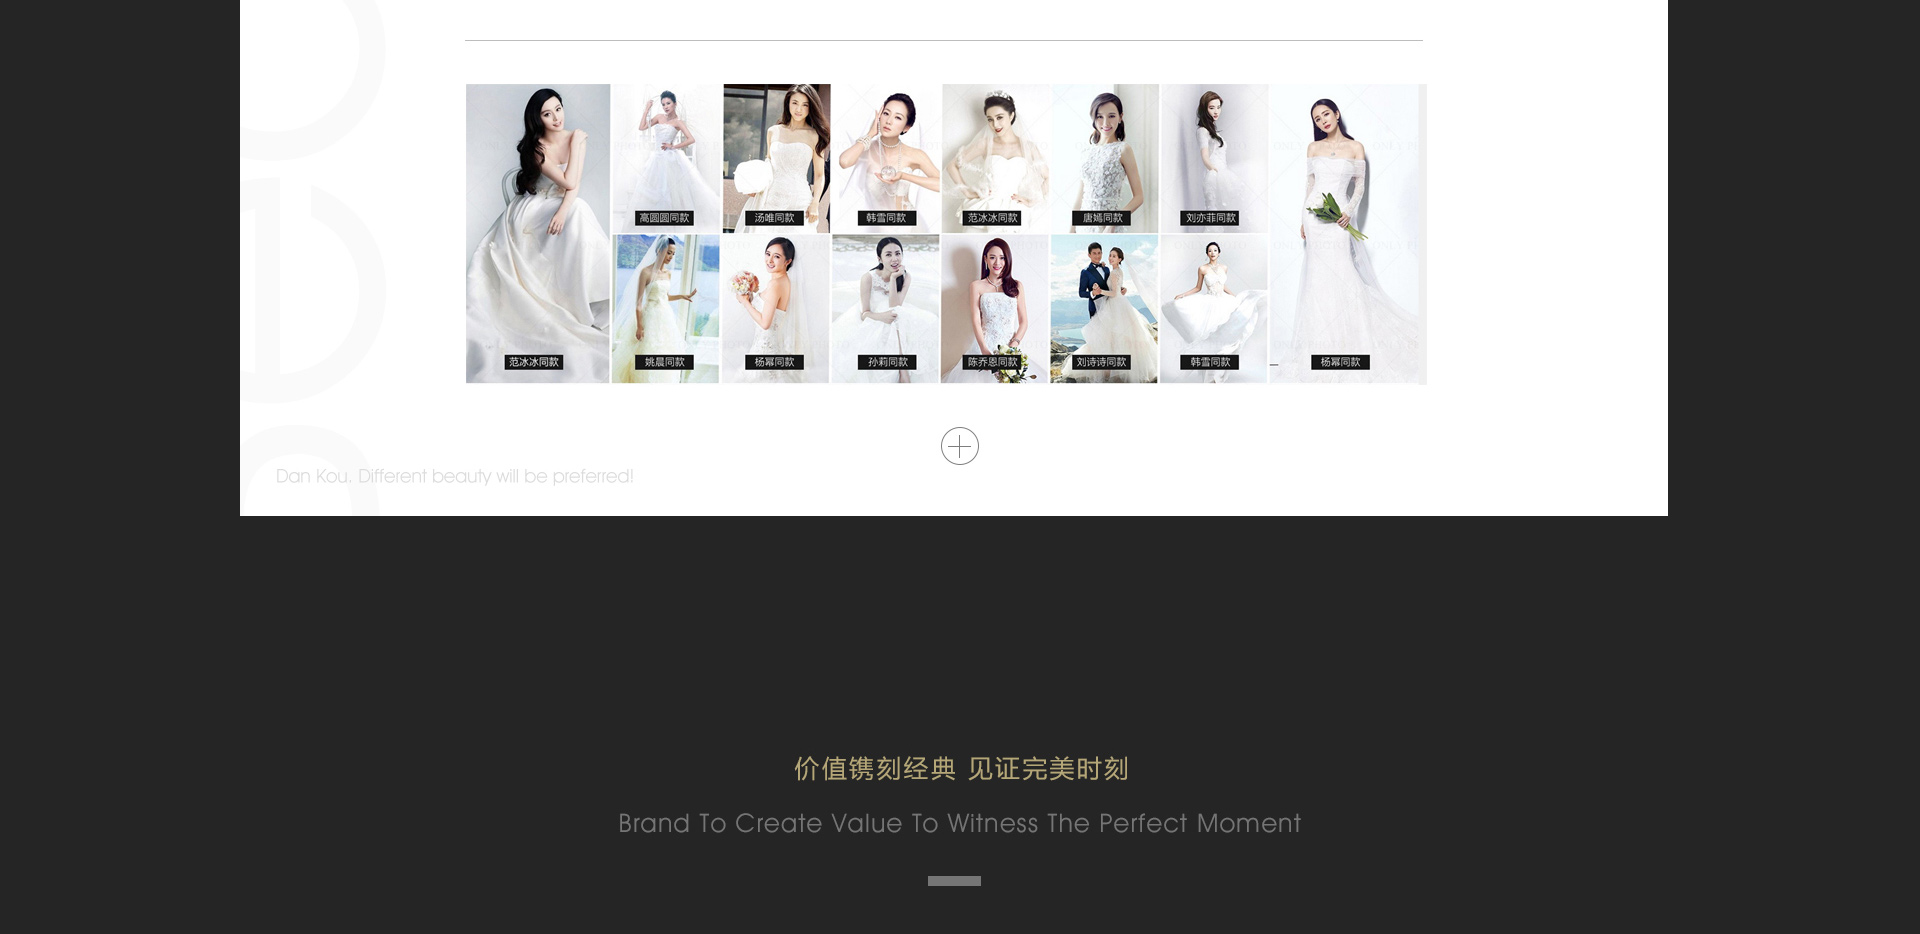 高圆圆同款
汤唯同款
韩雪同款
范冰冰同款
唐嫣同款
刘亦菲同款
范冰冰同款
姚晨同款
杨幂同款
孙莉同款
陈乔恩同款
刘诗诗同款
韩雪同款
杨幂同款
Dan Kou. Different beauty will be preferred!
价值镌刻经典 见证完美时刻
Brand To Create Value To Witness The Perfect Moment